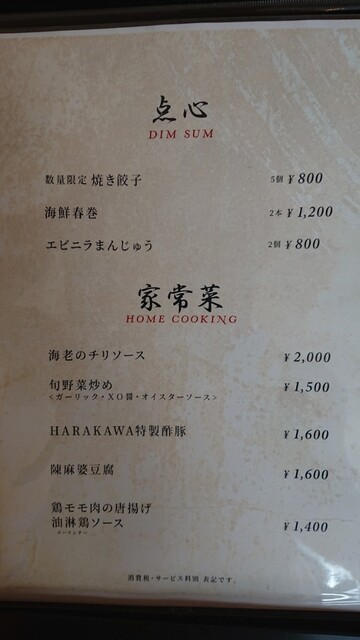 点心
DIM SUM
数量限定 焼き餃子 5個 ¥800
海鮮春巻 2本 ¥1,200
エビニラまんじゅう 2個 ¥800
家常菜
HOME COOKING
海老のチリソース ¥2,000
旬野菜炒め ¥1,500
<ガーリック・XO醤・オイスターソース>
HARAKAWA特製酢豚 ¥1,600
陳麻婆豆腐 ¥1,600
鶏モモ肉の唐揚げ
油淋鶏ソース ¥1,400
ユーリンチー
消費税・サービス料別 表記です。